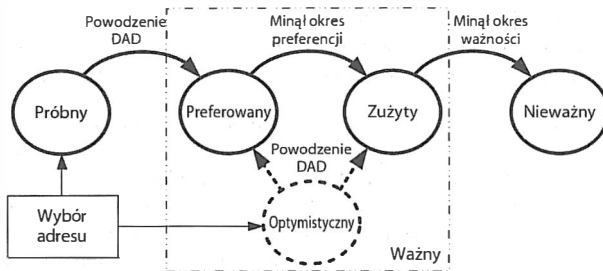 Powodzenie
DAD
Minął okres
preferencji
Minął okres
ważności
Próbny
Preferowany
Zużyty
Nieważny
Powodzenie
DAD
Wybór
adresu
Optymistyczny
Ważny